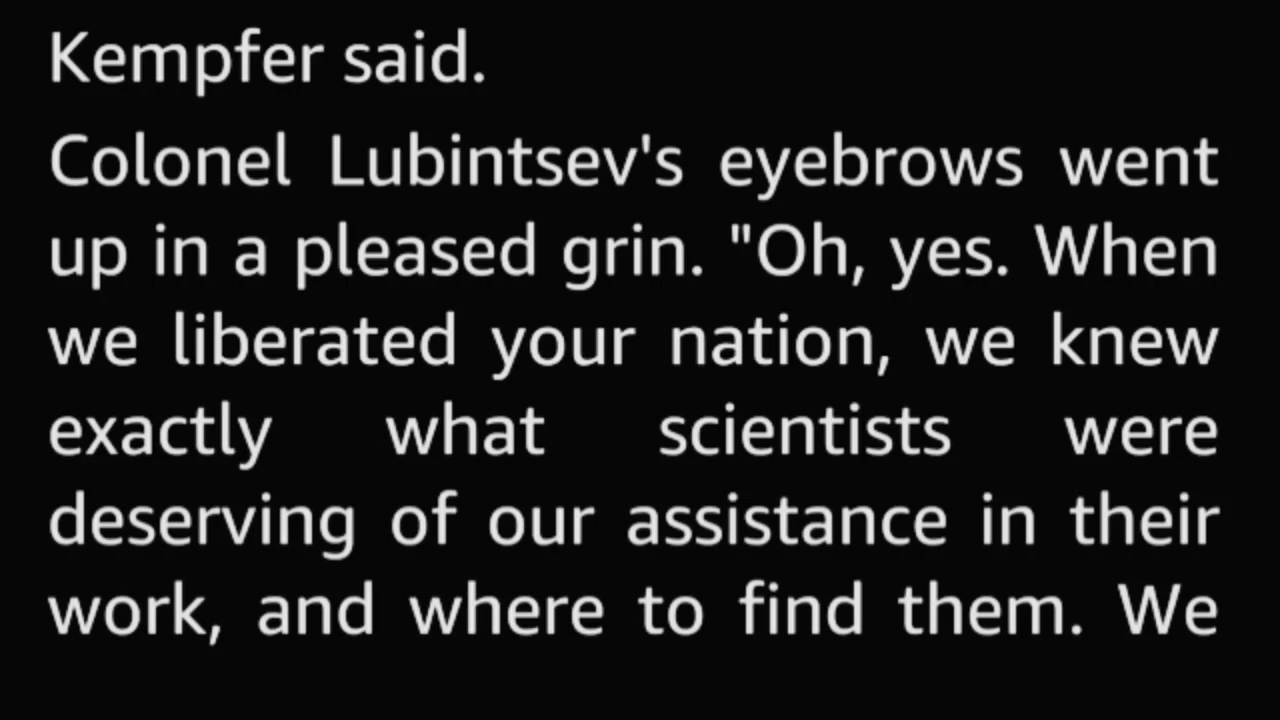 Kempfer said.
Colonel Lubintsev's eyebrows went
up in a pleased grin. "Oh, yes. When
we liberated your nation, we knew
exactly what scientists were
deserving of our assistance in their
work, and where to find them. We